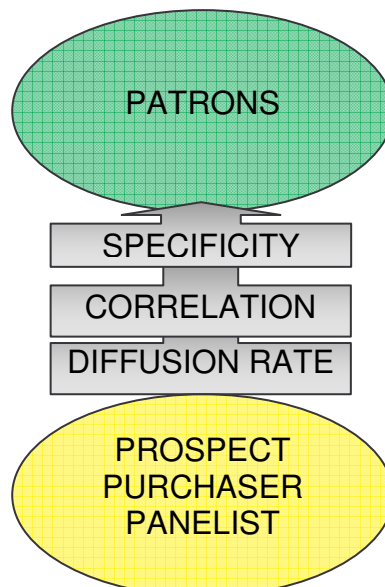 PATRONS
SPECIFICITY
CORRELATION
DIFFUSION RATE
PROSPECT
PURCHASER
PANELIST